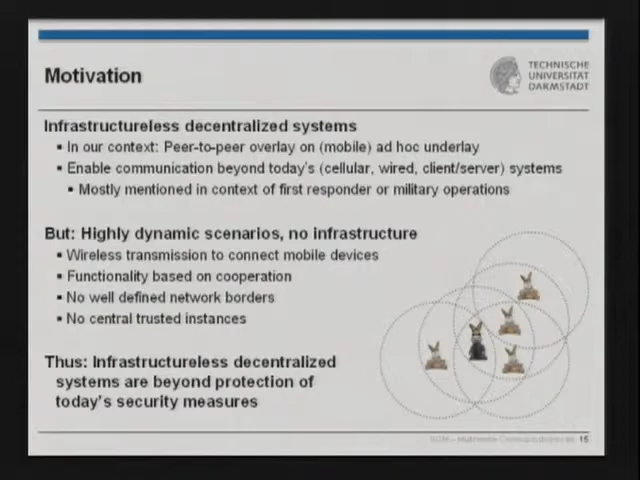 Motivation
TECHNISCHE
UNIVERSITÄT
DARMSTADT
Infrastructureless decentralized systems
▪ In our context: Peer-to-peer overlay on (mobile) ad hoc underlay
▪ Enable communication beyond today's (cellular, wired, client/server) systems
▪ Mostly mentioned in context of first responder or military operations
But: Highly dynamic scenarios, no infrastructure
▪ Wireless transmission to connect mobile devices
▪ Functionality based on cooperation
▪ No well defined network borders
▪ No central trusted instances
Thus: Infrastructureless decentralized
systems are beyond protection of
today's security measures